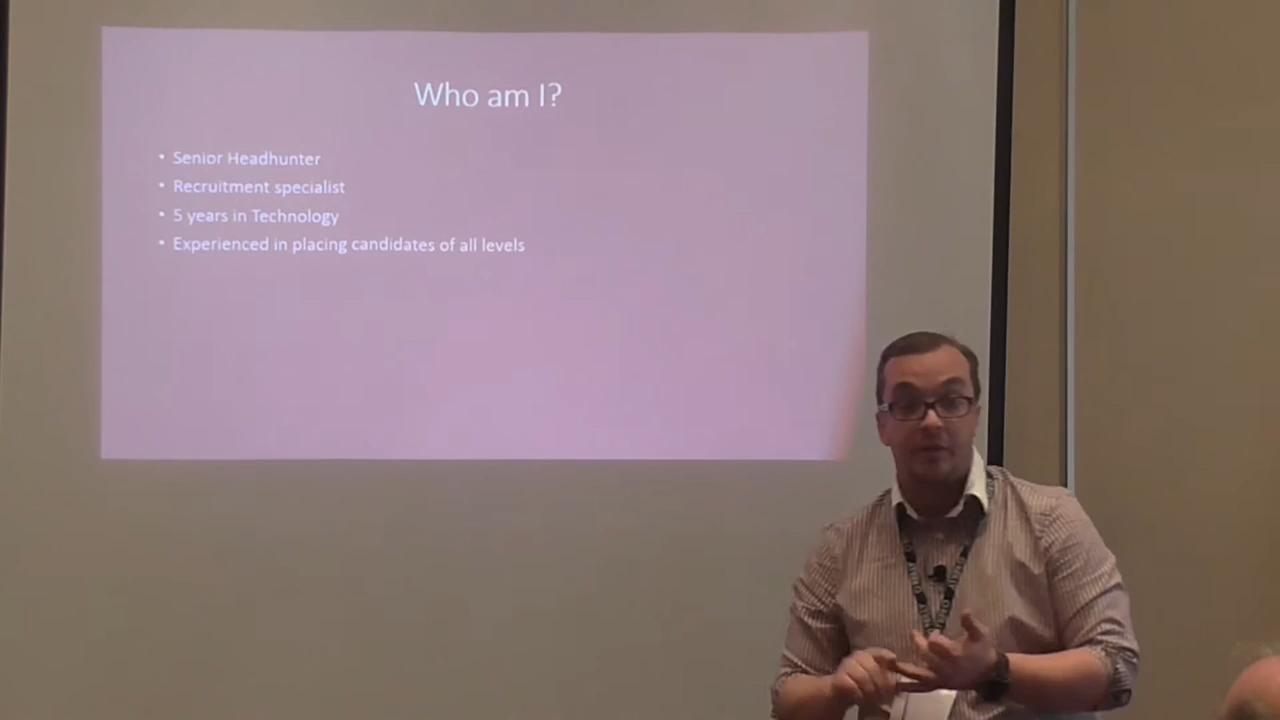 Who am I?
• Senior Headhunter
• Recruitment specialist
• 5 years in Technology
• Experienced in placing candidates of all levels